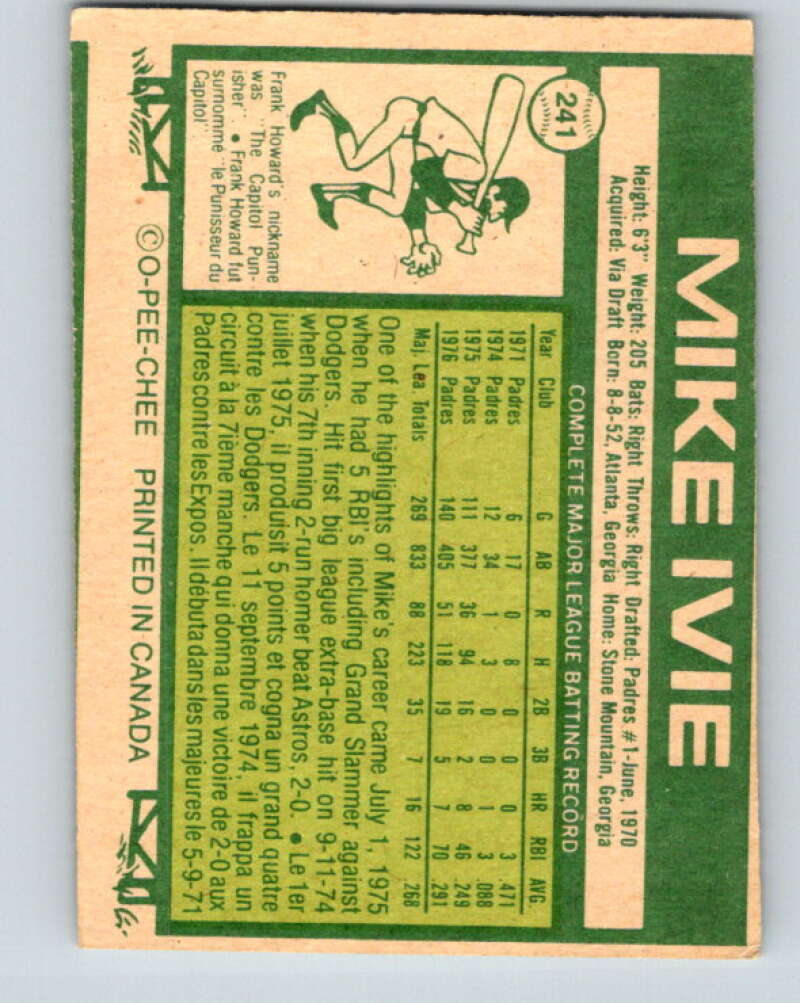 MIKE IVIE
241
Height: 6'3" Weight: 205 Bats: Right Throws: Right Drafted: Padres #1-June, 1970
Acquired: Via Draft Born: 8-8-52, Atlanta, Georgia Home: Stone Mountain, Georgia
COMPLETE MAJOR LEAGUE BATTING RECORD
Year Club G AB R H 2B 3B HR RBI AVG.
1971 Padres 6 17 0 8 0 0 0 3 .471
1974 Padres 12 34 1 3 0 0 1 3 .088
1975 Padres 111 377 36 94 16 2 8 46 .249
1976 Padres 140 405 51 118 19 5 7 70 .291
Maj. Lea. Totals 269 833 88 223 35 7 16 122 .268
One of the highlights of Mike's career came July 1, 1975
when he had 5 RBI's including Grand Slammer against
Dodgers. Hit first big league extra-base hit on 9-11-74
when his 7th inning 2-run homer beat Astros, 2-0. • Le 1er
juillet 1975, il produisit 5 points et cogna un grand quatre
contre les Dodgers. Le 11 septembre 1974, il frappa un
circuit à la 7ième manche qui donna une victoire de 2-0 aux
Padres contre les Expos. Il débuta dans les majeures le 5-9-71
Frank Howard's nickname
was "The Capitol Pun-
isher". • Frank Howard fut
surnomme "le Punisseur du
Capitol".
©O-PEE-CHEE PRINTED IN CANADA